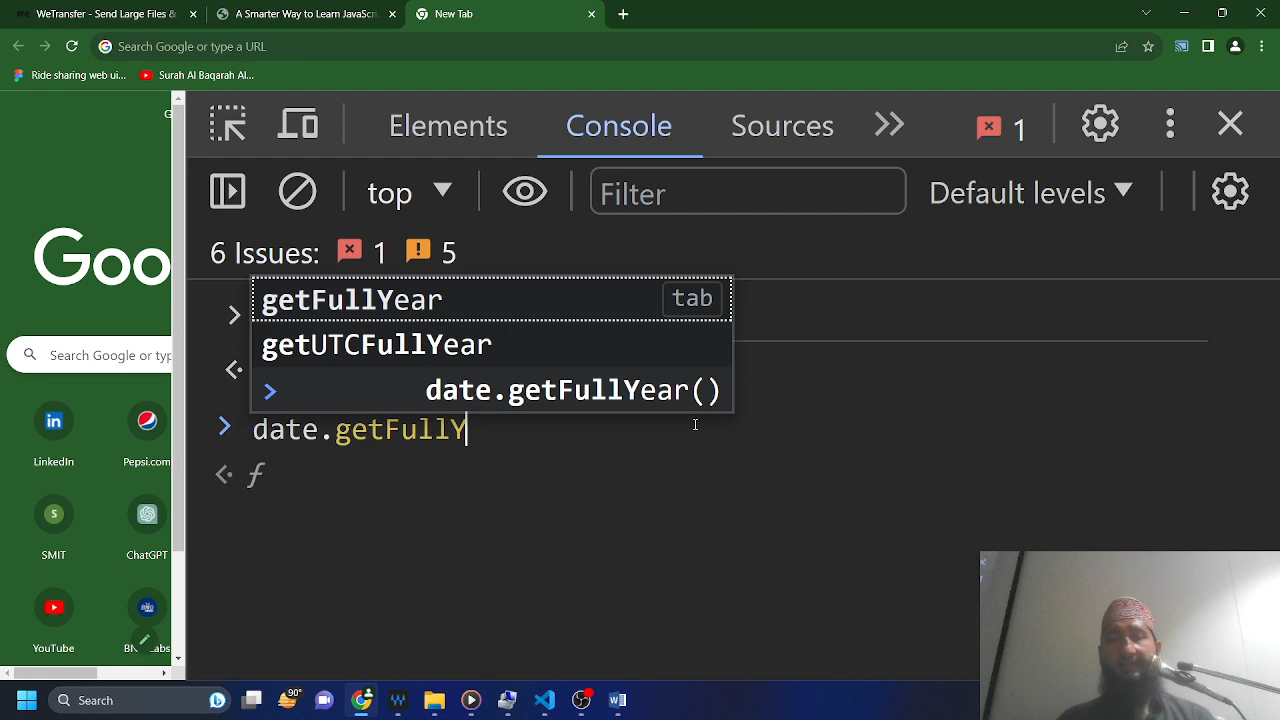 WeTransfer - Send Large Files &
A Smarter Way to Learn JavaScri
New Tab
Search Google or type a URL
Ride sharing web ui...
Surah Al Baqarah Al...
G
Elements
Console
Sources
1
top
Filter
Default levels
6 Issues:
1
5
Goo
getFullYear
tab
getUTCFullYear
> date.getFullYear()
Search Google or typ
> date.getFullY
f
LinkedIn
Pepsi.com
S
SMIT
ChatGPT
YouTube
Search
90°